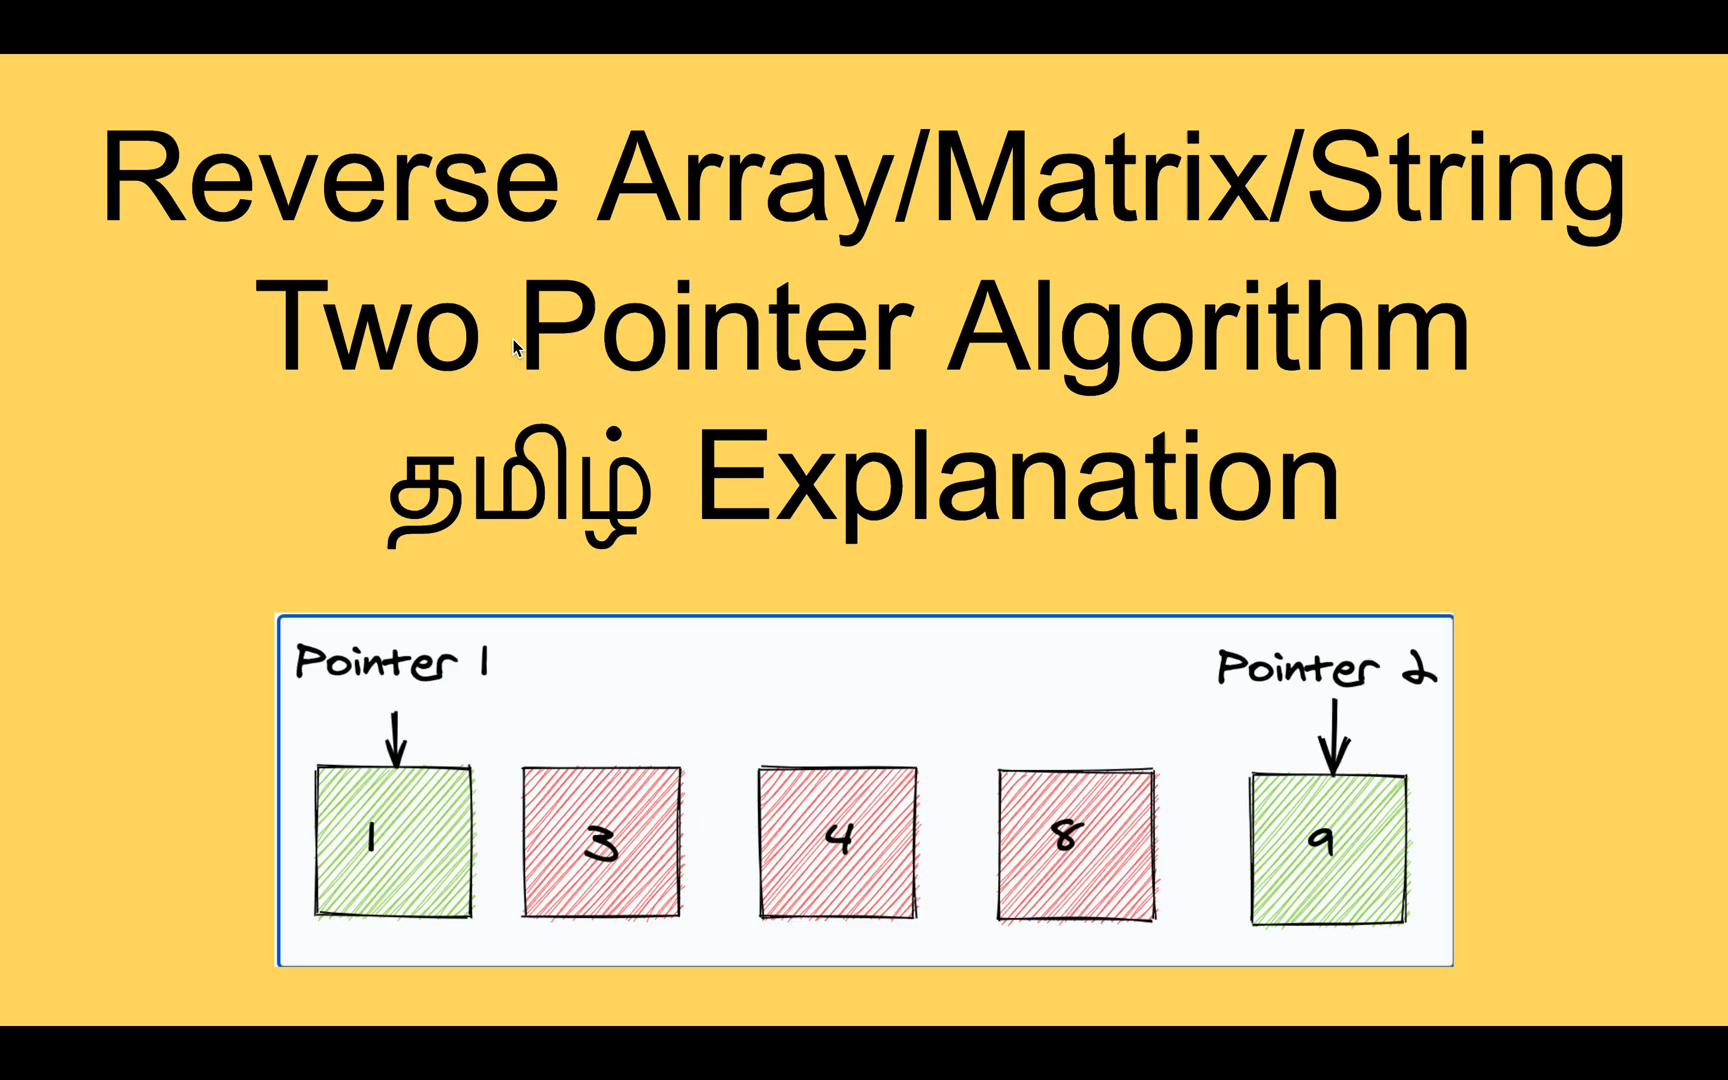 Reverse Array/Matrix/String
Two Pointer Algorithm
தமிழ் Explanation
Pointer 1 Pointer 2
1 3 4 8 9